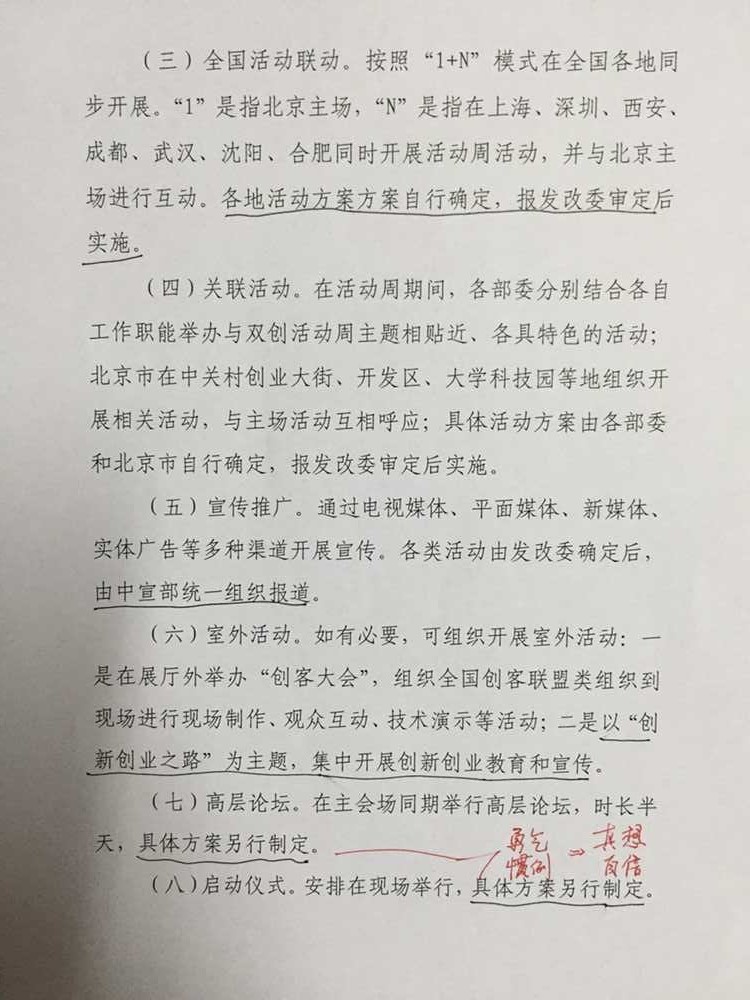 （三）全国活动联动。按照“1+N”模式在全国各地同
步开展。“1”是指北京主场，“N”是指在上海、深圳、西安、
成都、武汉、沈阳、合肥同时开展活动周活动，并与北京主
场进行互动。各地活动方案方案自行确定，报发改委审定后
实施。
（四）关联活动。在活动周期间，各部委分别结合各自
工作职能举办与双创活动周主题相贴近、各具特色的活动；
北京市在中关村创业大街、开发区、大学科技园等地组织开
展相关活动，与主场活动互相呼应；具体活动方案由各部委
和北京市自行确定，报发改委审定后实施。
（五）宣传推广。通过电视媒体、平面媒体、新媒体、
实体广告等多种渠道开展宣传。各类活动由发改委确定后，
由中宣部统一组织报道。
（六）室外活动。如有必要，可组织开展室外活动：一
是在展厅外举办“创客大会”，组织全国创客联盟类组织到
现场进行现场制作、观众互动、技术演示等活动；二是以“创
新创业之路”为主题，集中开展创新创业教育和宣传。
（七）高层论坛。在主会场同期举行高层论坛，时长半
天，具体方案另行制定。
勇气
惯例 ⇒
自信
（八）启动仪式。安排在现场举行，具体方案另行制定。